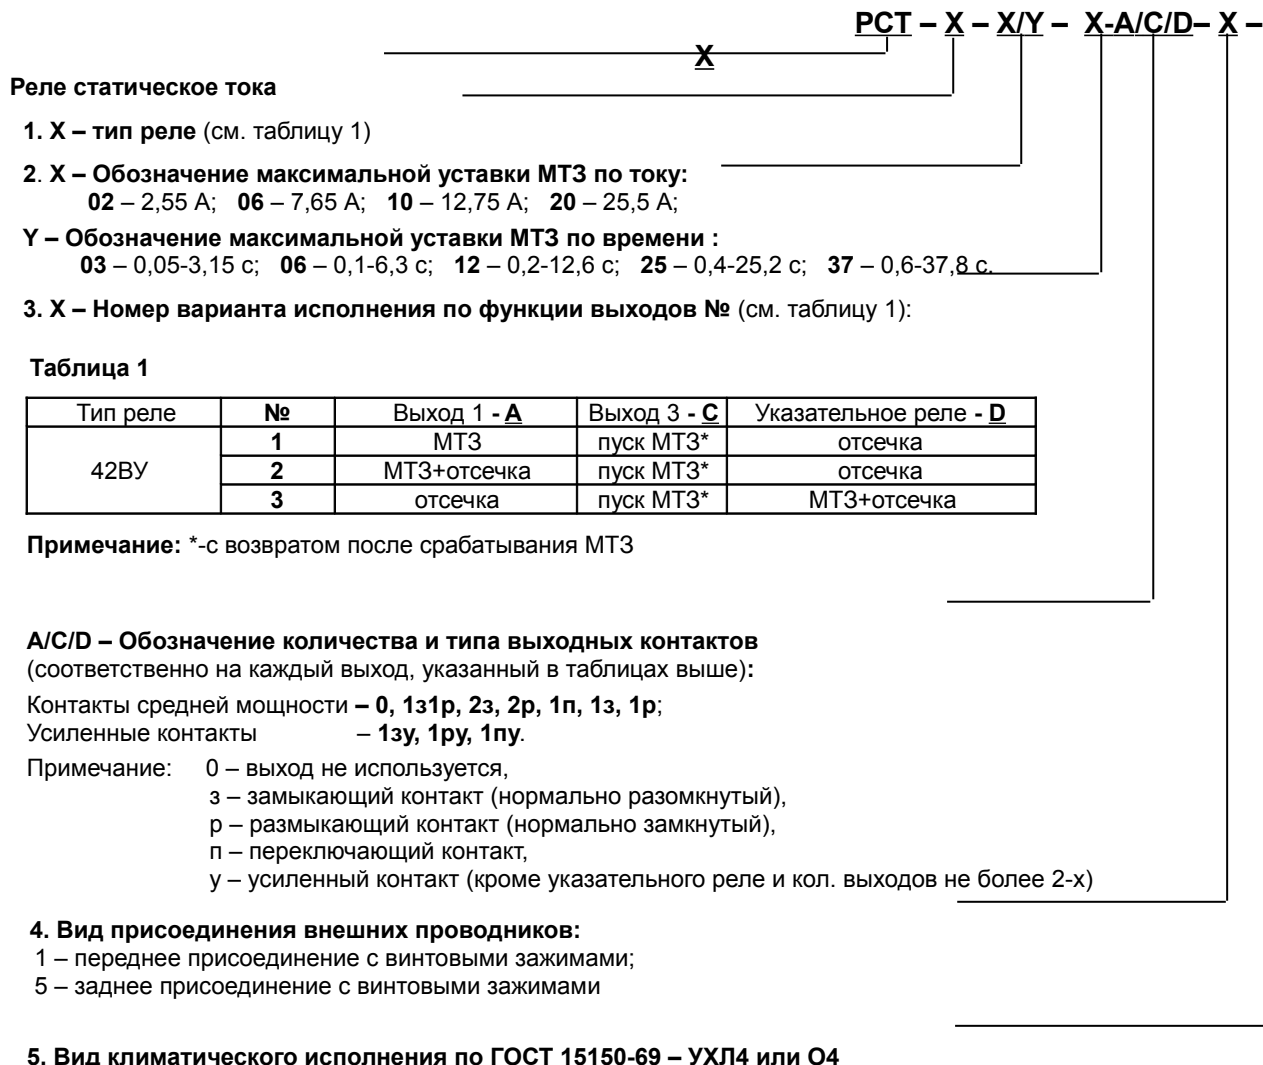 РСТ – Х – Х/Y – Х-А/С/D– Х –
Х
Реле статическое тока
1. Х – тип реле (см. таблицу 1)
2. Х – Обозначение максимальной уставки МТЗ по току:
02 – 2,55 А; 06 – 7,65 А; 10 – 12,75 А; 20 – 25,5 А;
Y – Обозначение максимальной уставки МТЗ по времени :
03 – 0,05-3,15 с; 06 – 0,1-6,3 с; 12 – 0,2-12,6 с; 25 – 0,4-25,2 с; 37 – 0,6-37,8 с.
3. Х – Номер варианта исполнения по функции выходов № (см. таблицу 1):
Таблица 1
Тип реле № Выход 1 - А Выход 3 - С Указательное реле - D
1 МТЗ пуск МТЗ* отсечка
42ВУ 2 МТЗ+отсечка пуск МТЗ* отсечка
3 отсечка пуск МТЗ* МТЗ+отсечка
Примечание: *-с возвратом после срабатывания МТЗ
А/С/D – Обозначение количества и типа выходных контактов
(соответственно на каждый выход, указанный в таблицах выше):
Контакты средней мощности – 0, 1з1р, 2з, 2р, 1п, 1з, 1р;
Усиленные контакты – 1зу, 1ру, 1пу.
Примечание: 0 – выход не используется,
з – замыкающий контакт (нормально разомкнутый),
р – размыкающий контакт (нормально замкнутый),
п – переключающий контакт,
у – усиленный контакт (кроме указательного реле и кол. выходов не более 2-х)
4. Вид присоединения внешних проводников:
1 – переднее присоединение с винтовыми зажимами;
5 – заднее присоединение с винтовыми зажимами
5. Вид климатического исполнения по ГОСТ 15150-69 – УХЛ4 или О4